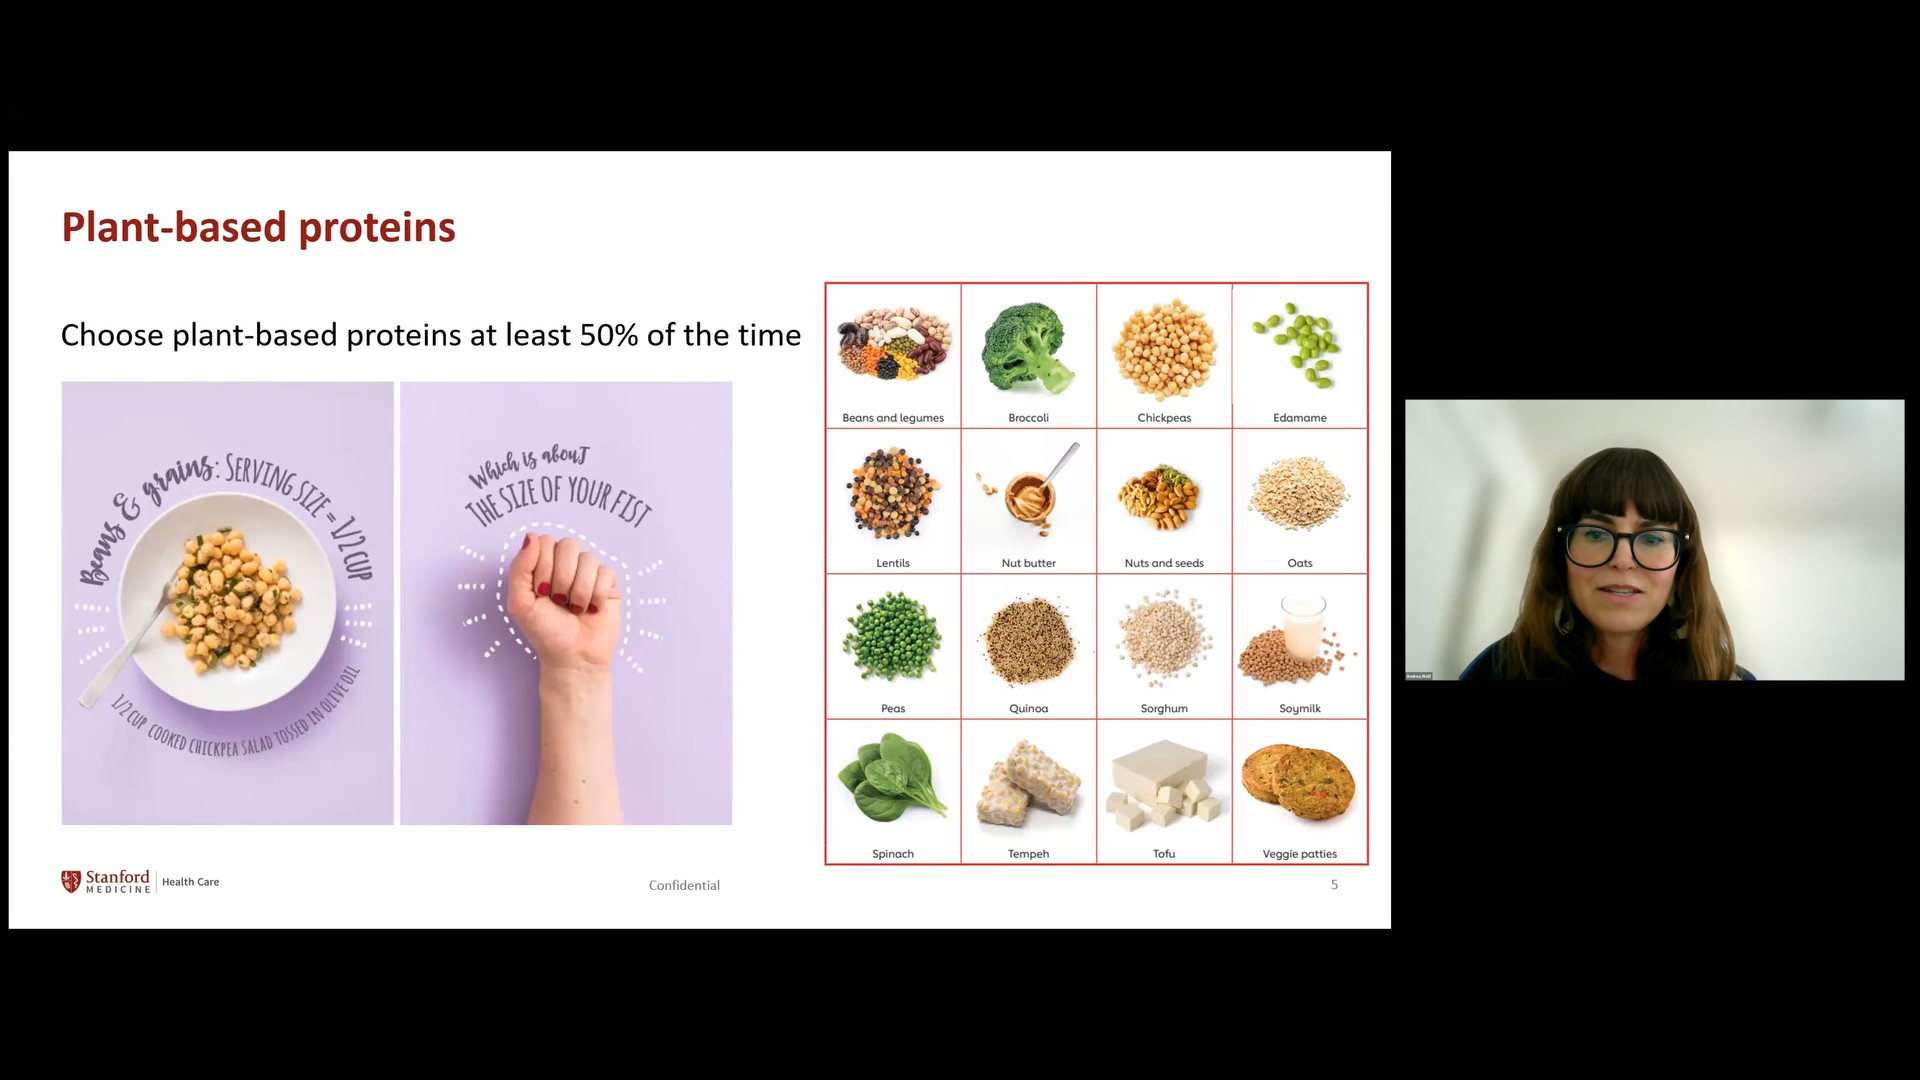 Plant-based proteins
Choose plant-based proteins at least 50% of the time
Beans & grains: SERVING SIZE = 1/2 CUP
1/2 CUP COOKED CHICKPEA SALAD TOSSED IN OLIVE OIL
Which is about
THE SIZE OF YOUR FIST
Beans and legumes
Broccoli
Chickpeas
Edamame
Lentils
Nut butter
Nuts and seeds
Oats
Peas
Quinoa
Sorghum
Soymilk
Spinach
Tempeh
Tofu
Veggie patties
Stanford
MEDICINE
Health Care
Confidential
5
Andrea Wolf